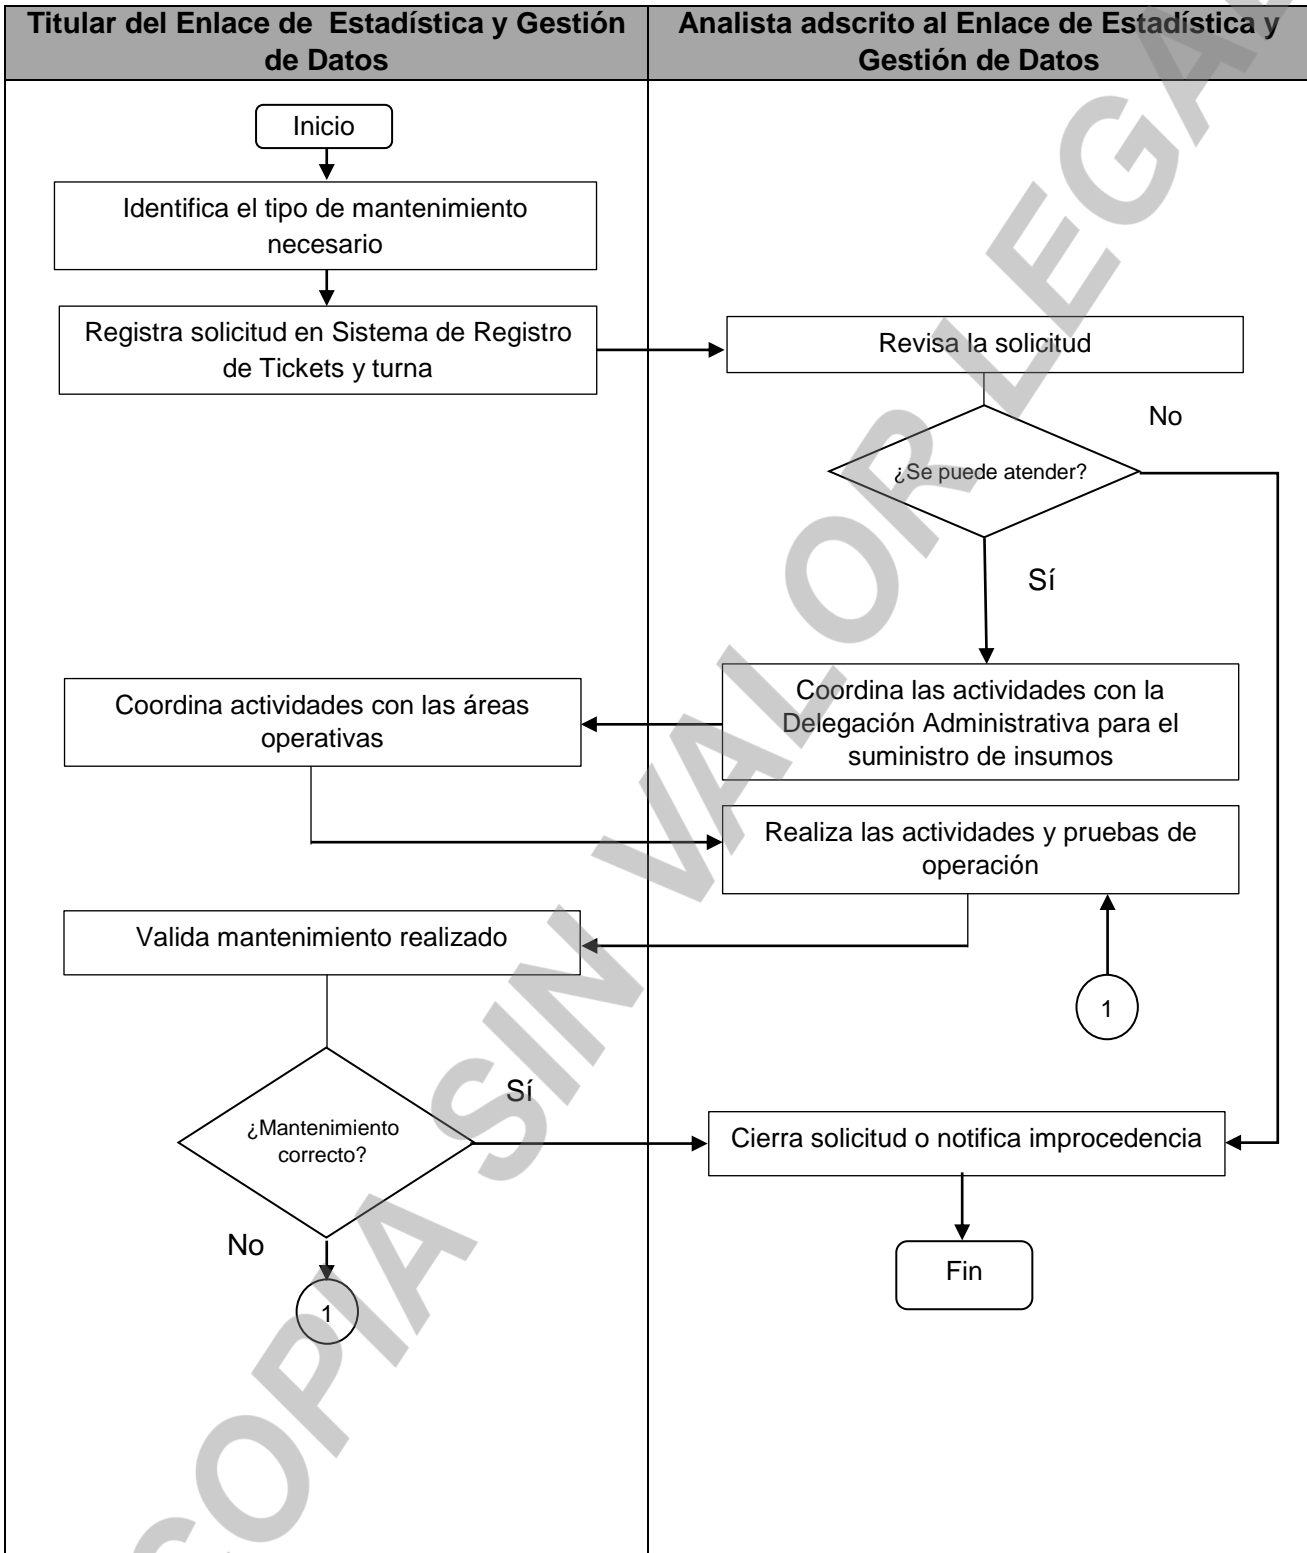 Titular del Enlace de Estadística y Gestión
de Datos
Analista adscrito al Enlace de Estadística y
Gestión de Datos
Inicio
Identifica el tipo de mantenimiento
necesario
Registra solicitud en Sistema de Registro
de Tickets y turna
Revisa la solicitud
No
¿Se puede atender?
Sí
Coordina las actividades con la
Delegación Administrativa para el
suministro de insumos
Coordina actividades con las áreas
operativas
Realiza las actividades y pruebas de
operación
Valida mantenimiento realizado
1
Sí
¿Mantenimiento
correcto?
Cierra solicitud o notifica improcedencia
No
Fin
1
COPIA SIN VALOR LEGAL